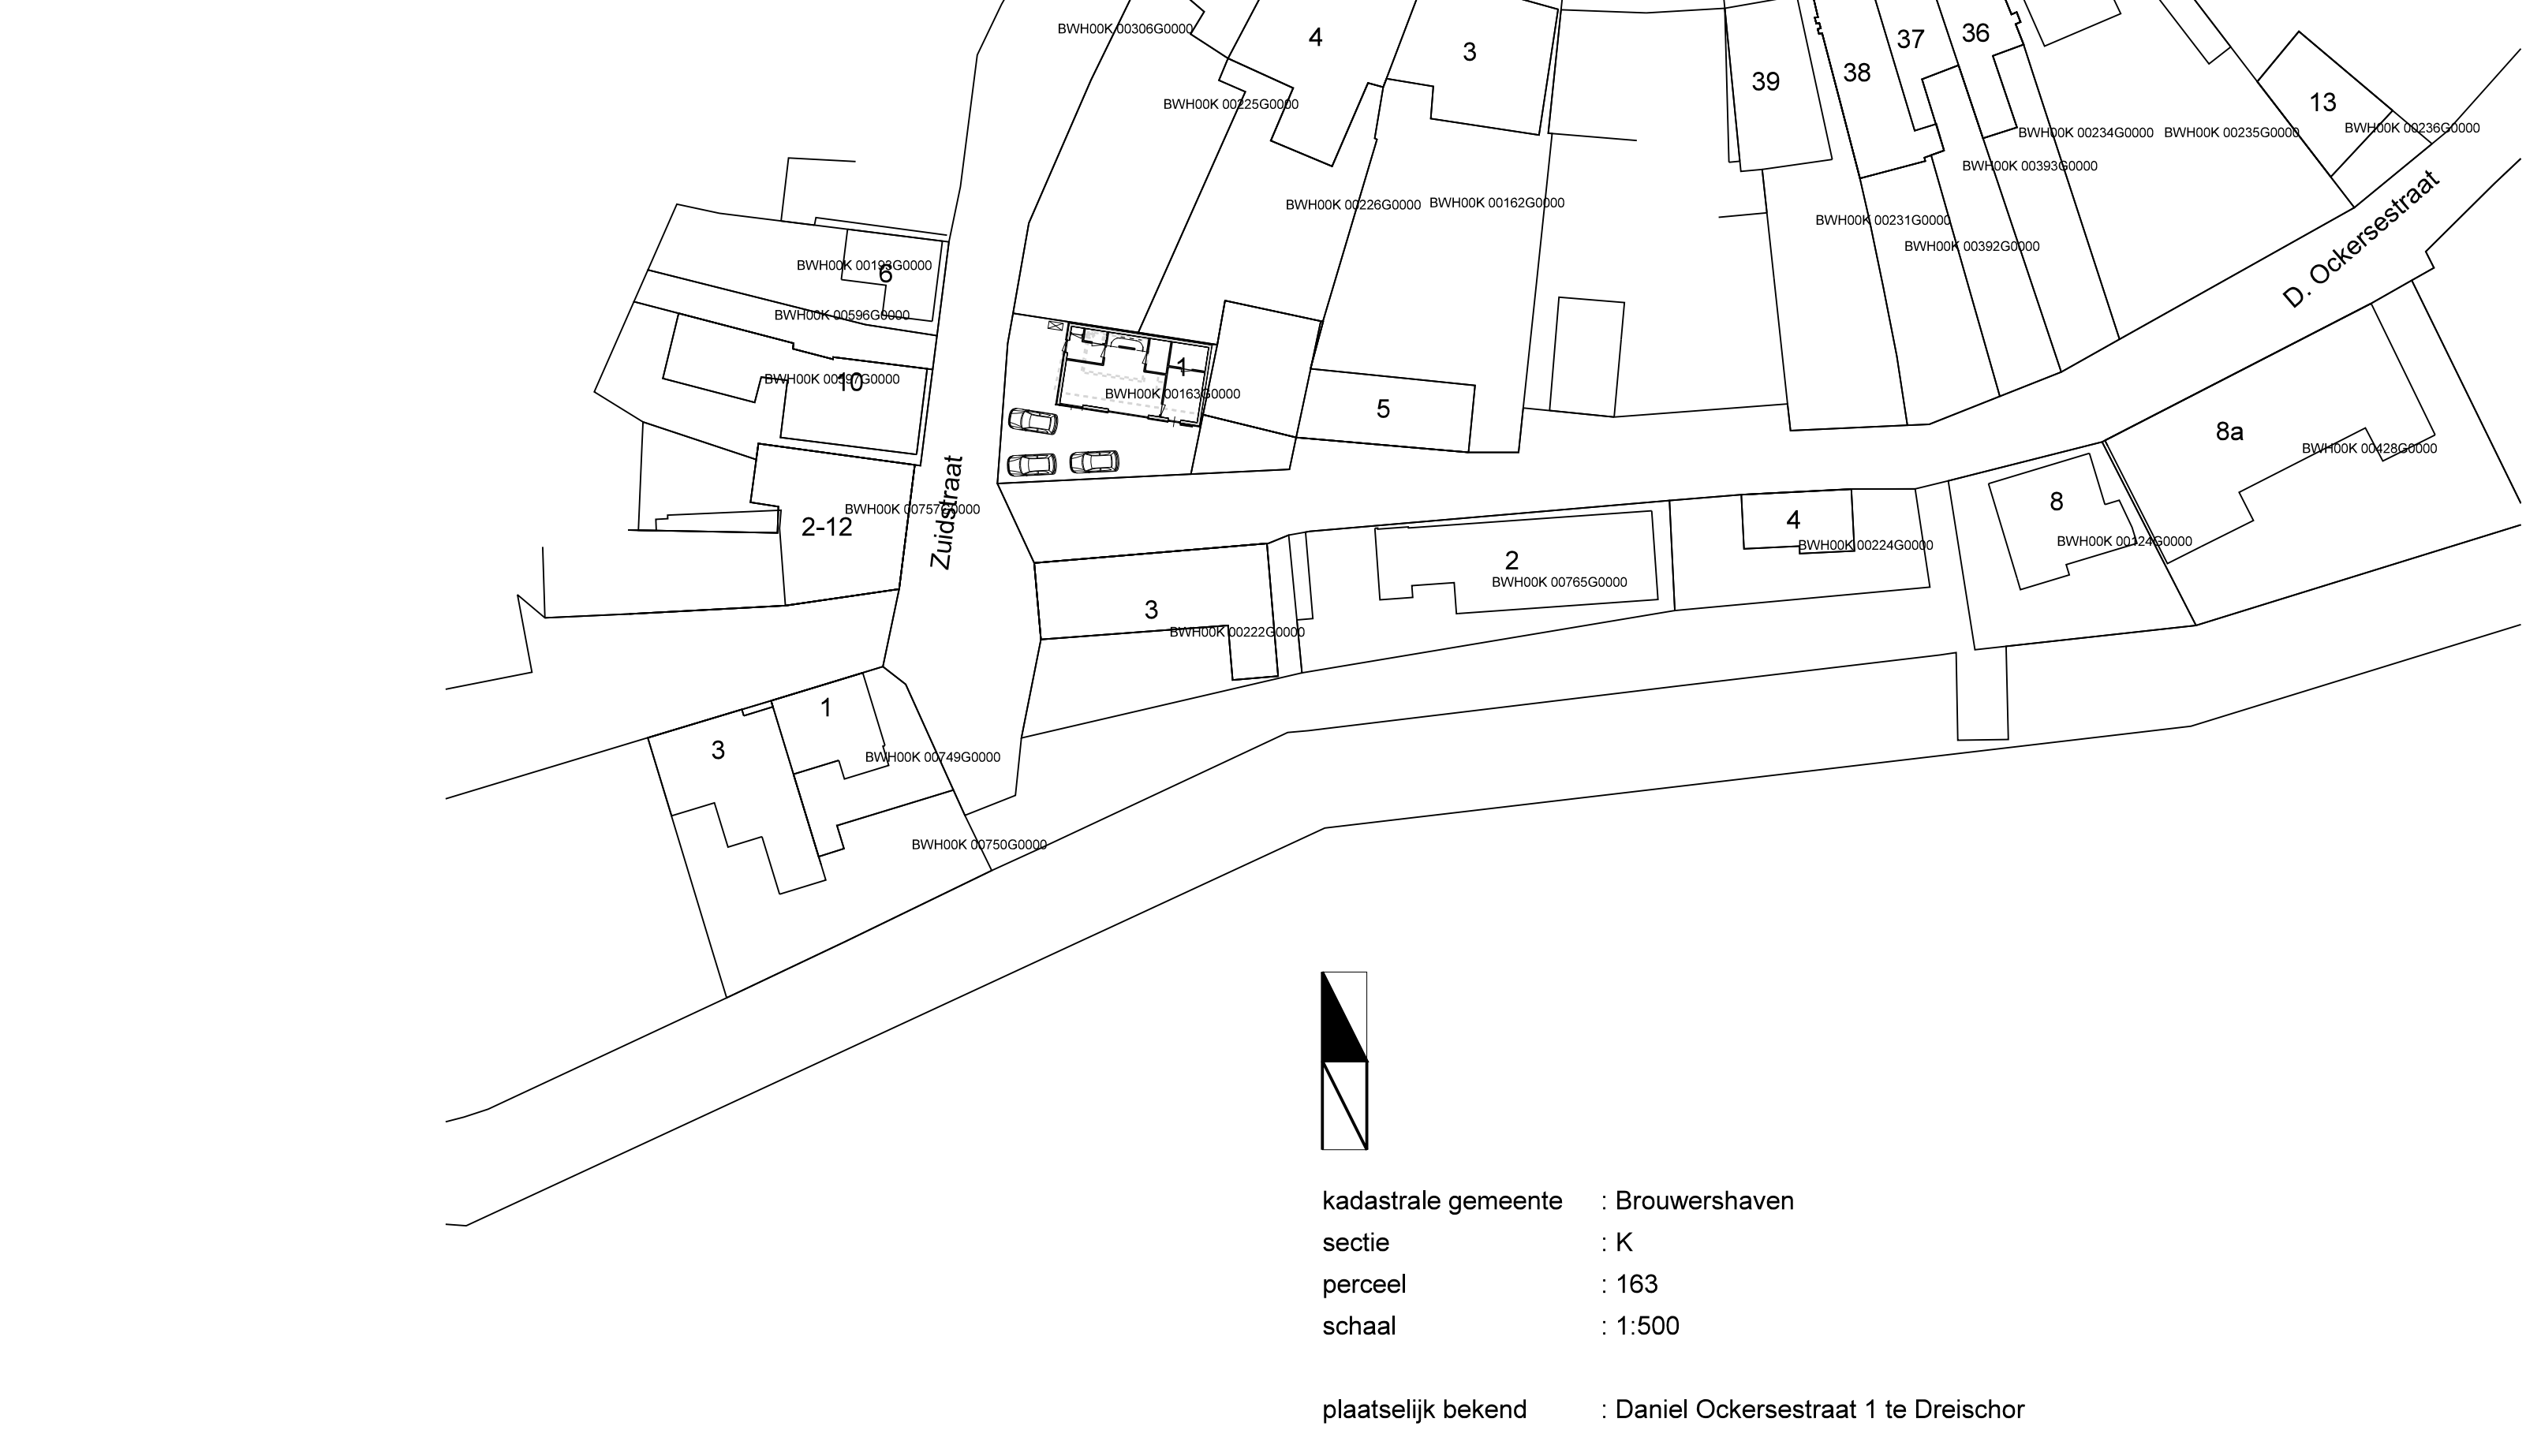 BWH00K 00306G0000
4
3
37
36
39
38
13
BWH00K 00225G0000
BWH00K 00234G0000
BWH00K 00235G0000
BWH00K 00236G0000
BWH00K 00393G0000
BWH00K 00226G0000
BWH00K 00162G0000
BWH00K 00231G0000
BWH00K 00392G0000
D. Ockersestraat
BWH00K 00193G0000
6
BWH00K 00596G0000
1
BWH00K 00597G0000
10
BWH00K 00163G0000
5
8a
BWH00K 00428G0000
BWH00K 00757G0000
2-12
Zuidstraat
4
8
BWH00K 00224G0000
BWH00K 00124G0000
2
BWH00K 00765G0000
3
BWH00K 00222G0000
1
3
BWH00K 00749G0000
BWH00K 00750G0000
kadastrale gemeente : Brouwershaven
sectie : K
perceel : 163
schaal : 1:500
plaatselijk bekend : Daniel Ockersestraat 1 te Dreischor